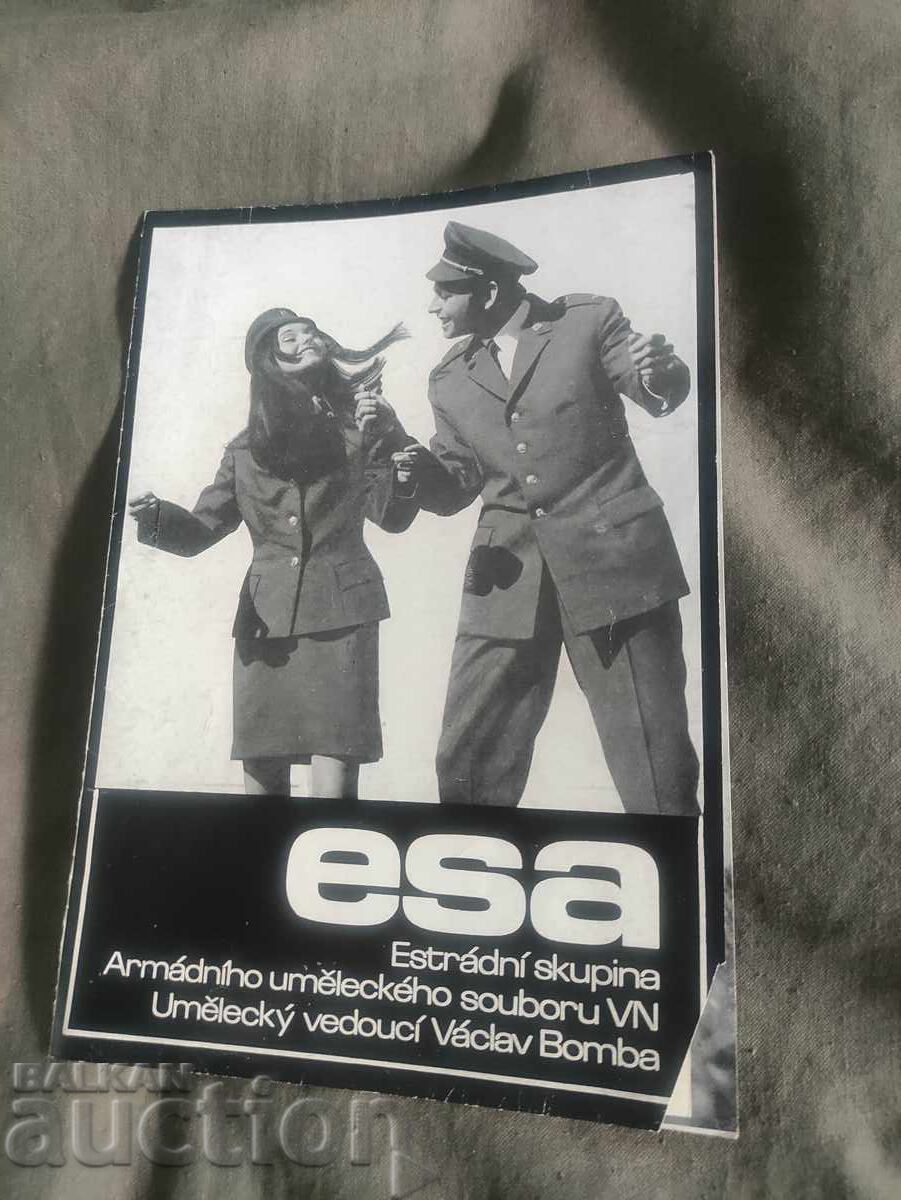 esa
Estrádní skupina
Armádního uměleckého souboru VN
Umělecký vedoucí Václav Bomba
BALKAN
auction